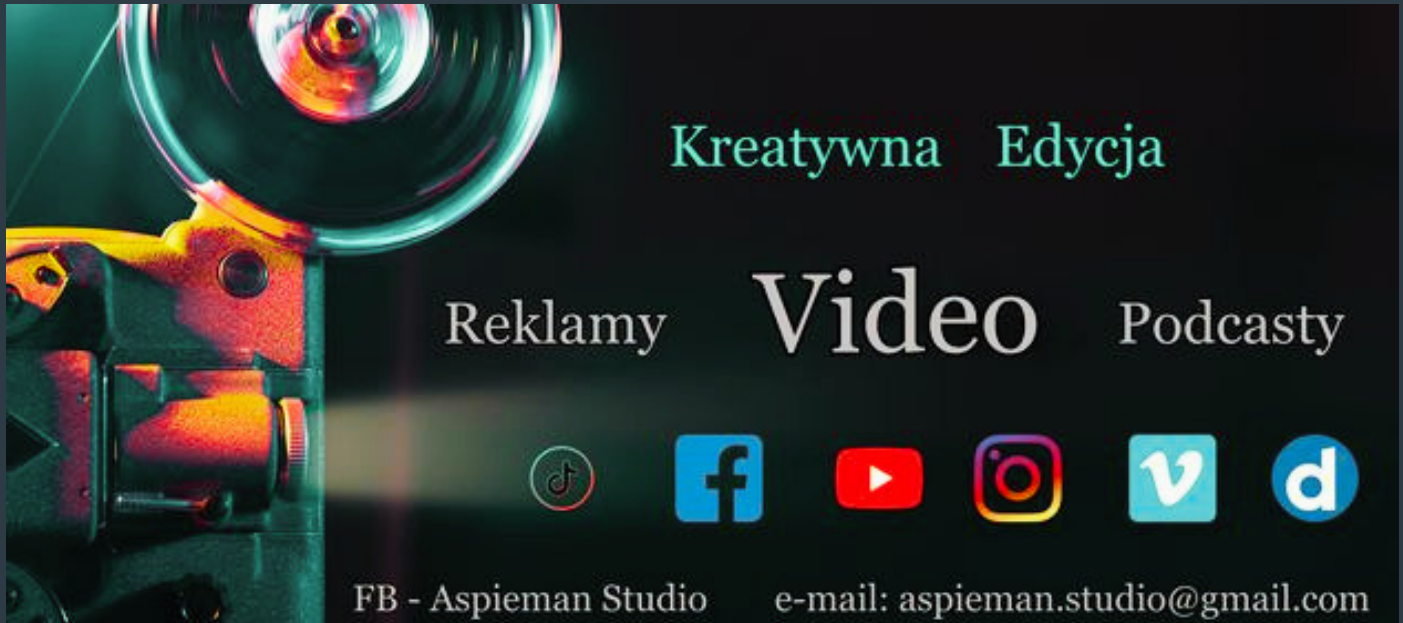 Kreatywna Edycja
Reklamy Video Podcasty
FB - Aspieman Studio e-mail: aspieman.studio@gmail.com